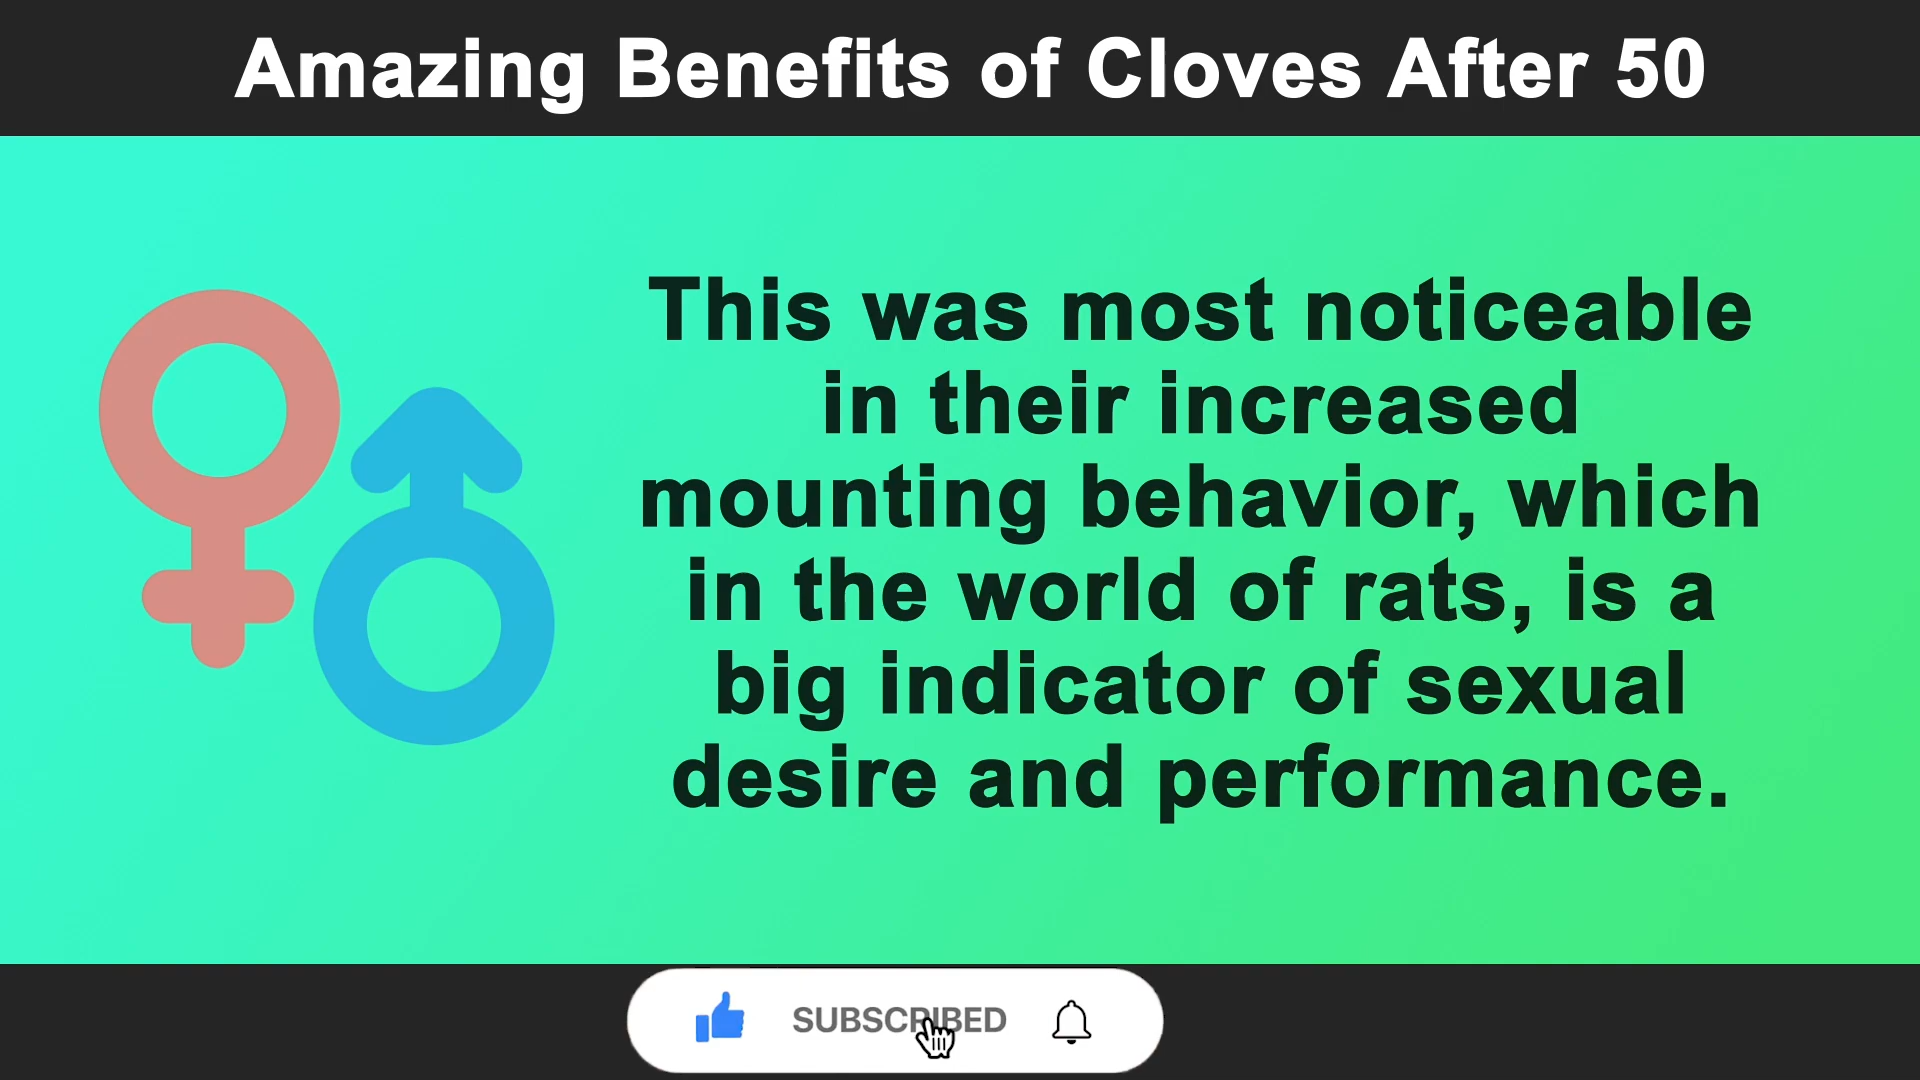 Amazing Benefits of Cloves After 50
This was most noticeable
in their increased
mounting behavior, which
in the world of rats, is a
big indicator of sexual
desire and performance.
SUBSCRIBED